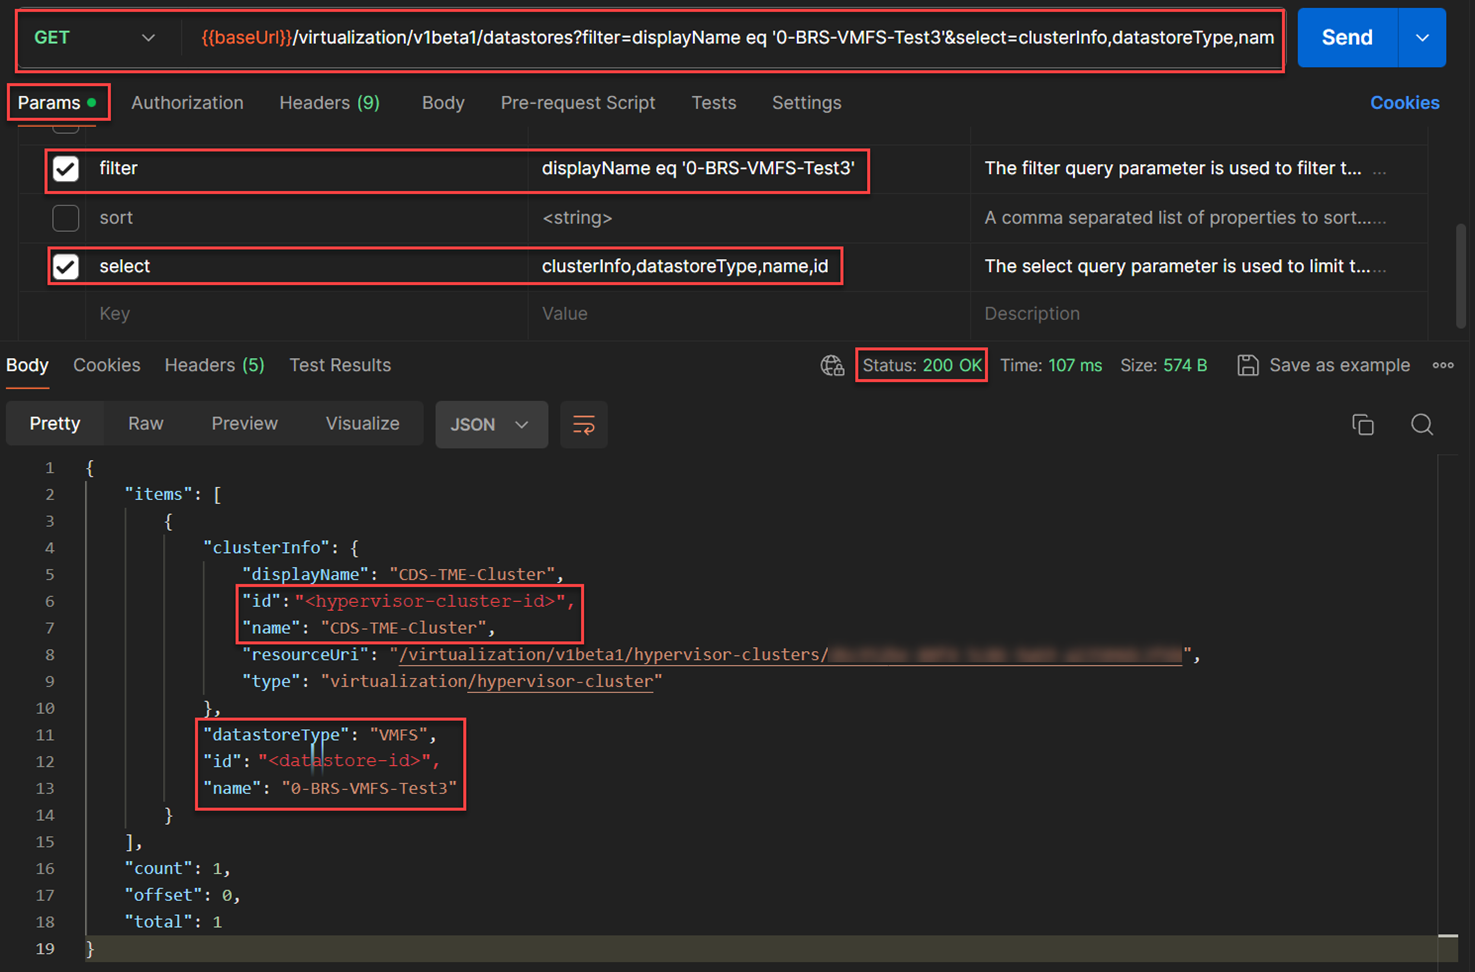 GET {{baseUrl}}/virtualization/v1beta1/datastores?filter=displayName eq '0-BRS-VMFS-Test3'&select=clusterInfo,datastoreType,nam Send
Params Authorization Headers (9) Body Pre-request Script Tests Settings Cookies
filter displayName eq '0-BRS-VMFS-Test3' The filter query parameter is used to filter t... ...
sort <string> A comma separated list of properties to sort......
select clusterInfo,datastoreType,name,id The select query parameter is used to limit t......
Key Value Description
Body Cookies Headers (5) Test Results Status: 200 OK Time: 107 ms Size: 574 B Save as example
Pretty Raw Preview Visualize JSON
1 {
2 "items": [
3 {
4 "clusterInfo": {
5 "displayName": "CDS-TME-Cluster",
6 "id":"<hypervisor-cluster-id>",
7 "name": "CDS-TME-Cluster",
8 "resourceUri": "/virtualization/v1beta1/hypervisor-clusters/ ",
9 "type": "virtualization/hypervisor-cluster"
10 },
11 "datastoreType": "VMFS",
12 "id": "<datastore-id>",
13 "name": "0-BRS-VMFS-Test3"
14 }
15 ],
16 "count": 1,
17 "offset": 0,
18 "total": 1
19 }